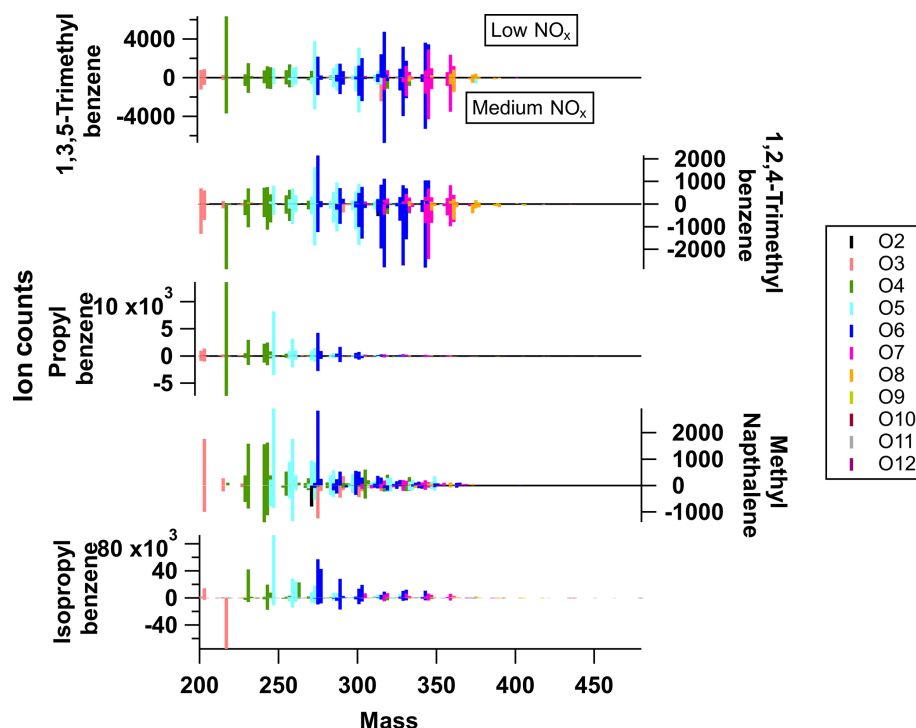 Low NOx
4000
0
-4000
1,3,5-Trimethyl
benzene
Medium NOx
2000
1000
0
-1000
-2000
1,2,4-Trimethyl
benzene
Ion counts
10 x10³
5
0
-5
Propyl
benzene
2000
1000
0
-1000
Methyl
Napthalene
80 x10³
40
0
-40
Isopropyl
benzene
200 250 300 350 400 450
Mass
O2
O3
O4
O5
O6
O7
O8
O9
O10
O11
O12